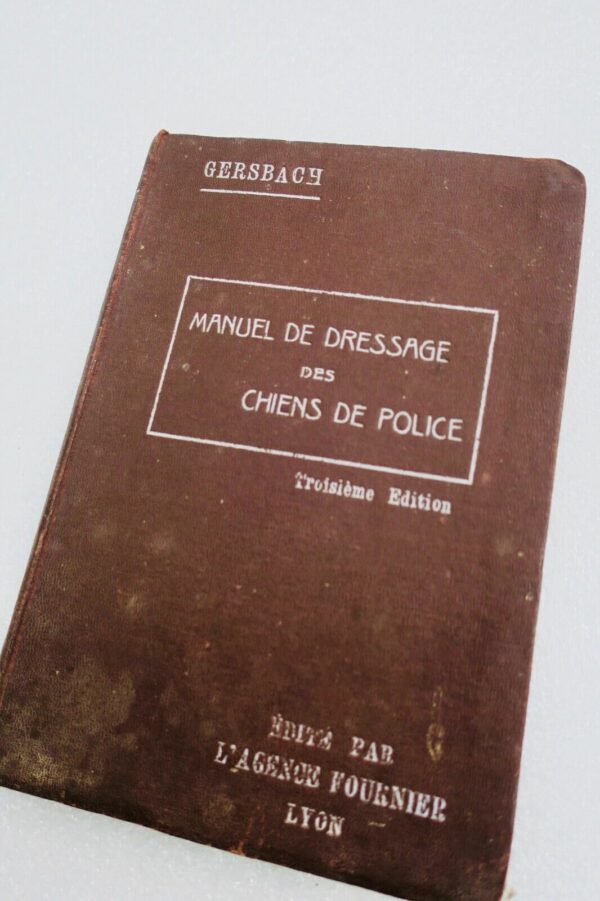 GERSBACH
MANUEL DE DRESSAGE
DES
CHIENS DE POLICE
Troisième Edition
ÉDITÉ PAR
L'AGENCE FOURNIER
LYON